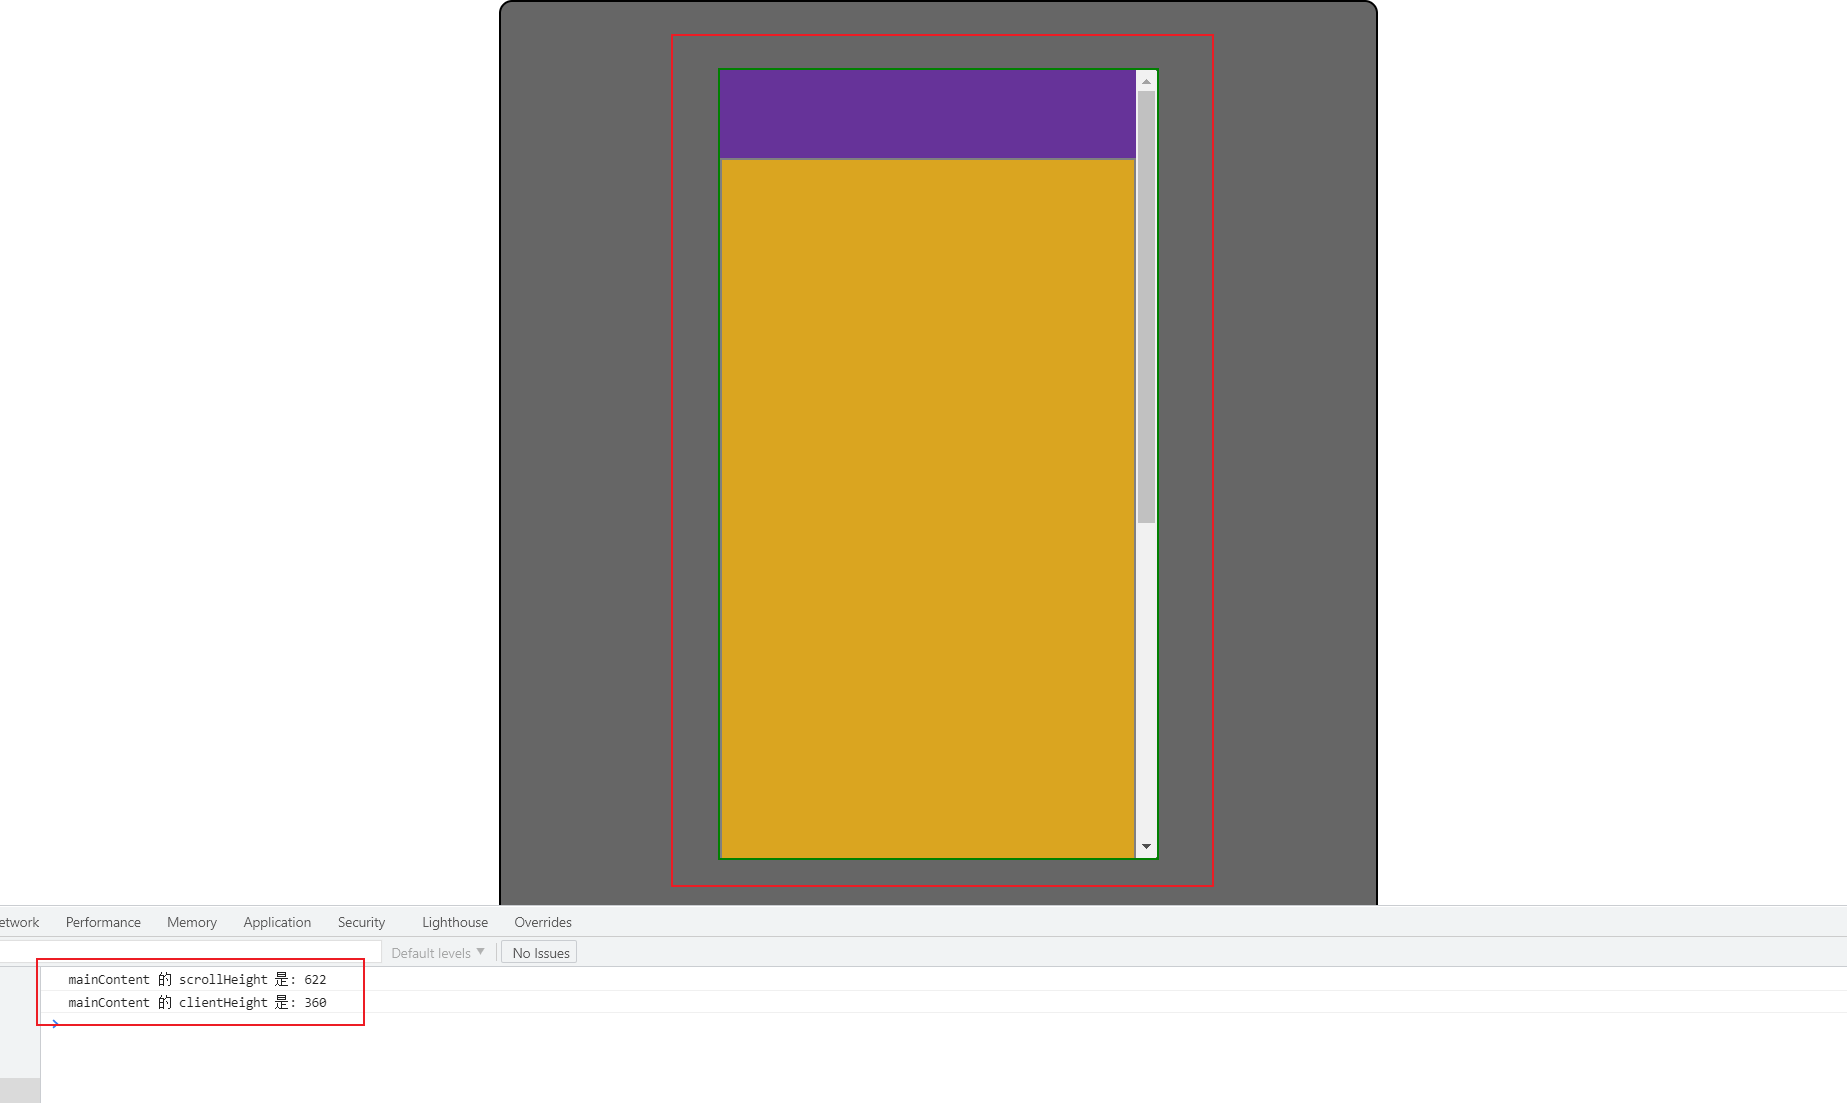 etwork Performance Memory Application Security Lighthouse Overrides
Default levels ▼ No Issues
mainContent 的 scrollHeight 是: 622
mainContent 的 clientHeight 是: 360